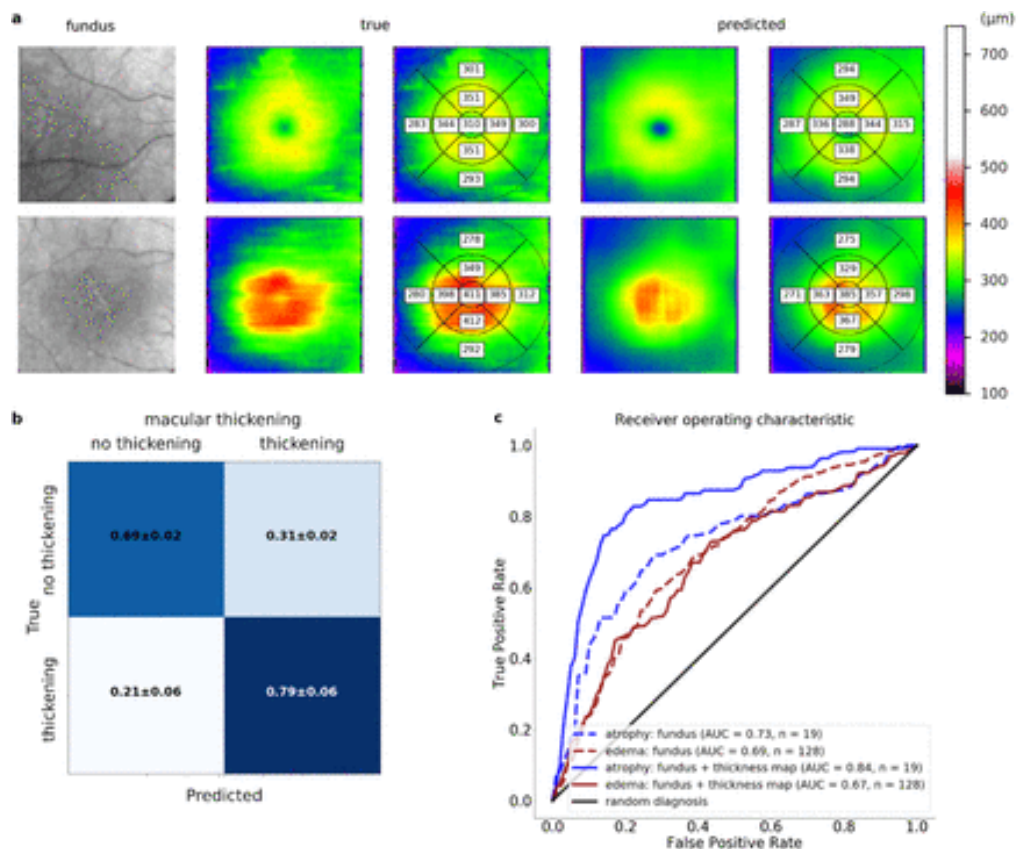 a
fundus true predicted (μm)
301
351
283 344 310 349 300
351
293
294
349
287 336 288 344 315
338
294
278
349
280 398 411 385 312
412
292
275
329
271 363 385 357 298
367
279
700
600
500
400
300
200
100
b
macular thickening
no thickening thickening
True
no thickening
thickening
0.69±0.02 0.31±0.02
0.21±0.06 0.79±0.06
Predicted
c
Receiver operating characteristic
True Positive Rate
1.0
0.8
0.6
0.4
0.2
0.0
atrophy: fundus (AUC = 0.73, n = 19)
edema: fundus (AUC = 0.69, n = 128)
atrophy: fundus + thickness map (AUC = 0.84, n = 19)
edema: fundus + thickness map (AUC = 0.67, n = 128)
random diagnosis
0.0 0.2 0.4 0.6 0.8 1.0
False Positive Rate